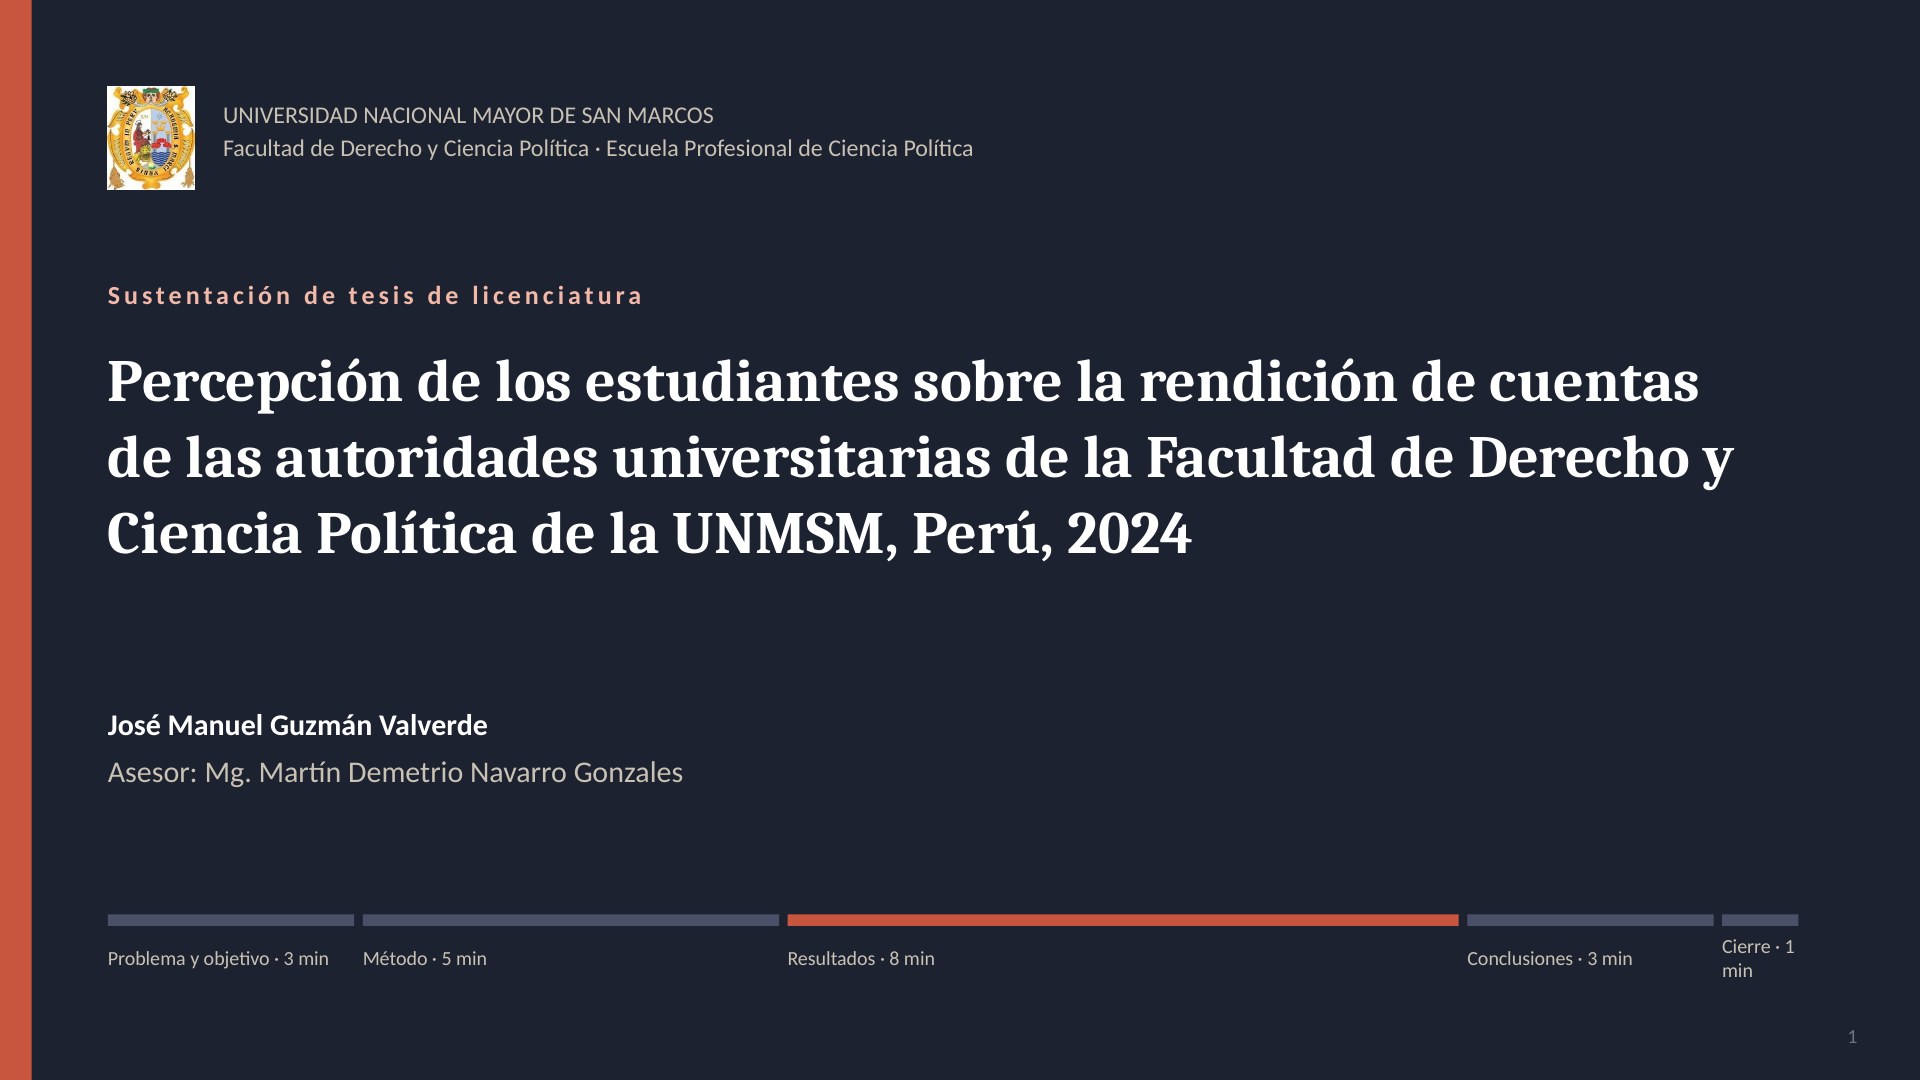 UNIVERSIDAD NACIONAL MAYOR DE SAN MARCOS
Facultad de Derecho y Ciencia Política · Escuela Profesional de Ciencia Política
Sustentación de tesis de licenciatura
Percepción de los estudiantes sobre la rendición de cuentas
de las autoridades universitarias de la Facultad de Derecho y
Ciencia Política de la UNMSM, Perú, 2024
José Manuel Guzmán Valverde
Asesor: Mg. Martín Demetrio Navarro Gonzales
Problema y objetivo · 3 min
Método · 5 min
Resultados · 8 min
Conclusiones · 3 min
Cierre · 1
min
1